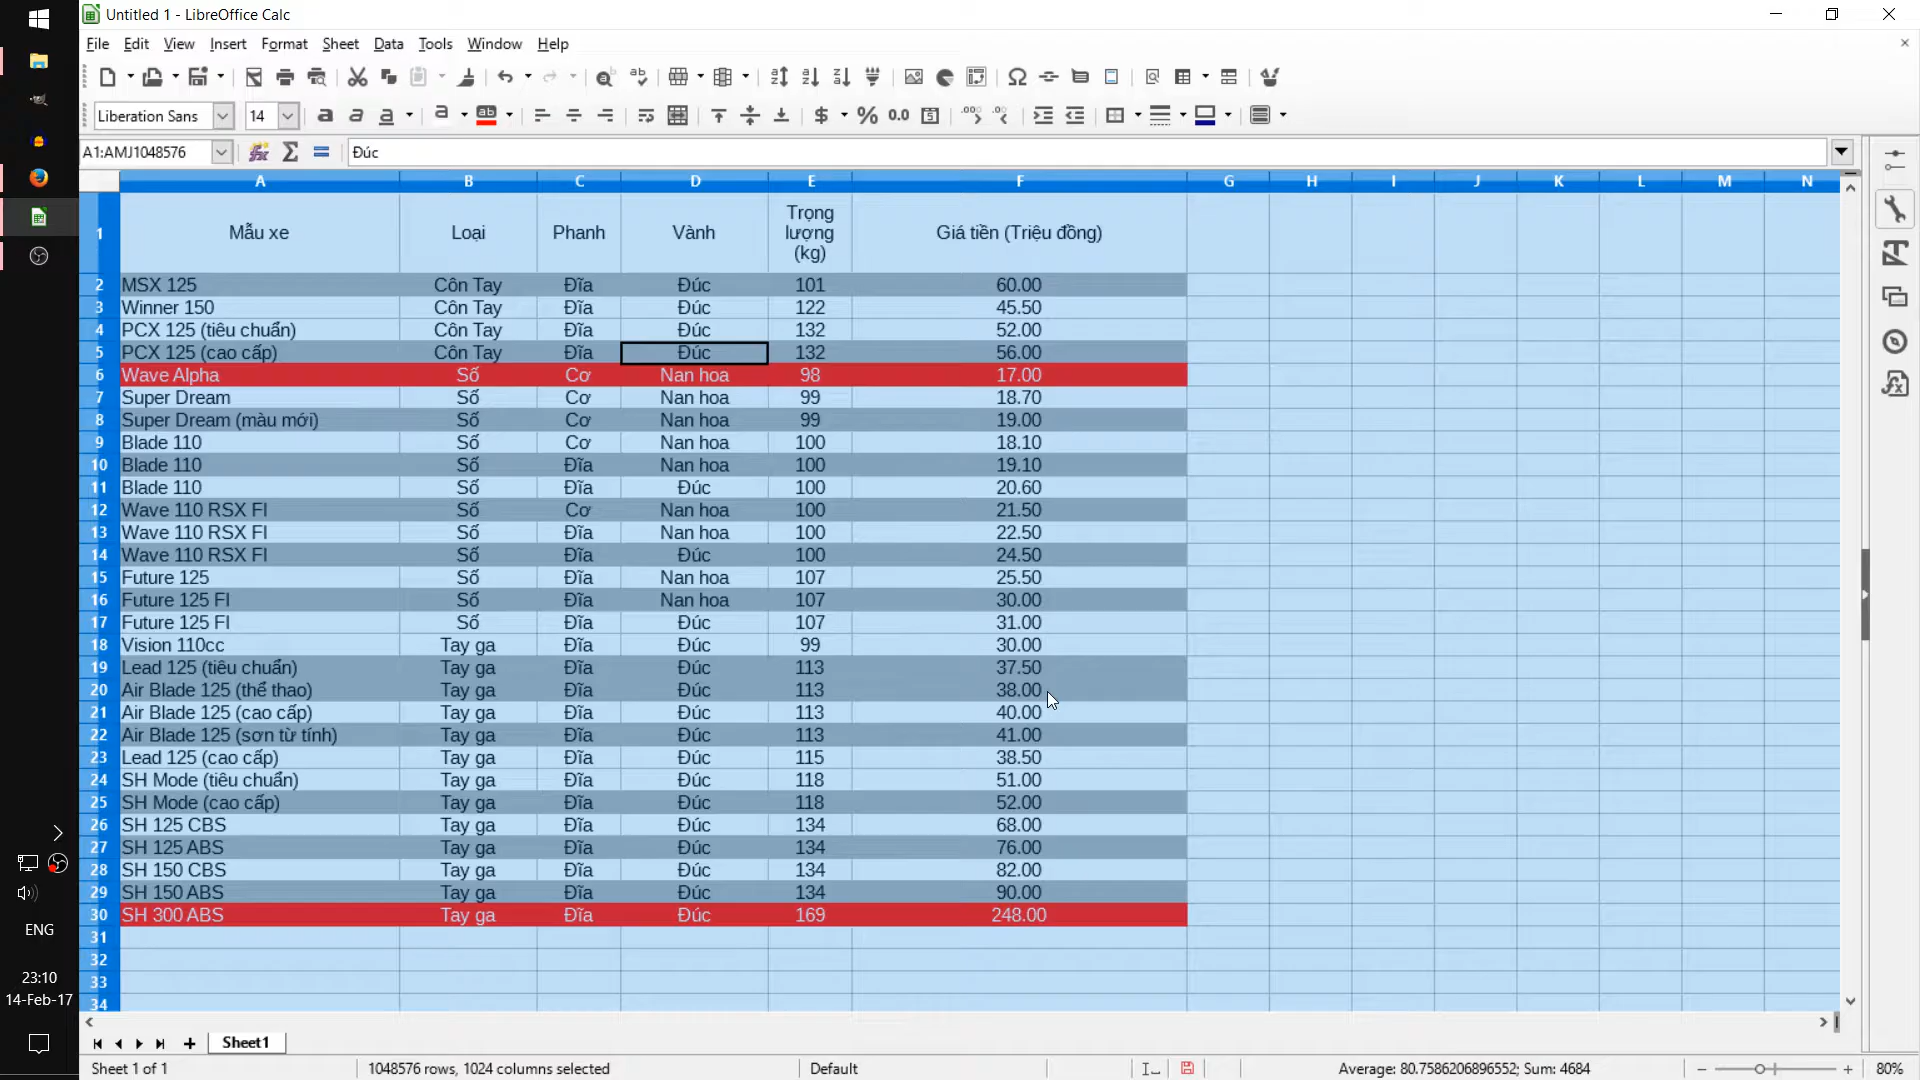 Untitled 1 - LibreOffice Calc
File Edit View Insert Format Sheet Data Tools Window Help
Liberation Sans 14
A1:AMJ1048576 Đúc
A B C D E F G H I J K L M N
1 Mẫu xe Loại Phanh Vành Trọng lượng (kg) Giá tiền (Triệu đồng)
2 MSX 125 Côn Tay Đĩa Đúc 101 60.00
3 Winner 150 Côn Tay Đĩa Đúc 122 45.50
4 PCX 125 (tiêu chuẩn) Côn Tay Đĩa Đúc 132 52.00
5 PCX 125 (cao cấp) Côn Tay Đĩa Đúc 132 56.00
6 Wave Alpha Số Cơ Nan hoa 98 17.00
7 Super Dream Số Cơ Nan hoa 99 18.70
8 Super Dream (màu mới) Số Cơ Nan hoa 99 19.00
9 Blade 110 Số Cơ Nan hoa 100 18.10
10 Blade 110 Số Đĩa Nan hoa 100 19.10
11 Blade 110 Số Đĩa Đúc 100 20.60
12 Wave 110 RSX FI Số Cơ Nan hoa 100 21.50
13 Wave 110 RSX FI Số Đĩa Nan hoa 100 22.50
14 Wave 110 RSX FI Số Đĩa Đúc 100 24.50
15 Future 125 Số Đĩa Nan hoa 107 25.50
16 Future 125 FI Số Đĩa Nan hoa 107 30.00
17 Future 125 FI Số Đĩa Đúc 107 31.00
18 Vision 110cc Tay ga Đĩa Đúc 99 30.00
19 Lead 125 (tiêu chuẩn) Tay ga Đĩa Đúc 113 37.50
20 Air Blade 125 (thể thao) Tay ga Đĩa Đúc 113 38.00
21 Air Blade 125 (cao cấp) Tay ga Đĩa Đúc 113 40.00
22 Air Blade 125 (sơn từ tính) Tay ga Đĩa Đúc 113 41.00
23 Lead 125 (cao cấp) Tay ga Đĩa Đúc 115 38.50
24 SH Mode (tiêu chuẩn) Tay ga Đĩa Đúc 118 51.00
25 SH Mode (cao cấp) Tay ga Đĩa Đúc 118 52.00
26 SH 125 CBS Tay ga Đĩa Đúc 134 68.00
27 SH 125 ABS Tay ga Đĩa Đúc 134 76.00
28 SH 150 CBS Tay ga Đĩa Đúc 134 82.00
29 SH 150 ABS Tay ga Đĩa Đúc 134 90.00
30 SH 300 ABS Tay ga Đĩa Đúc 169 248.00
31
32
33
34
ENG
23:10
14-Feb-17
Sheet1
Sheet 1 of 1 1048576 rows, 1024 columns selected Default Average: 80.7586206896552; Sum: 4684 80%